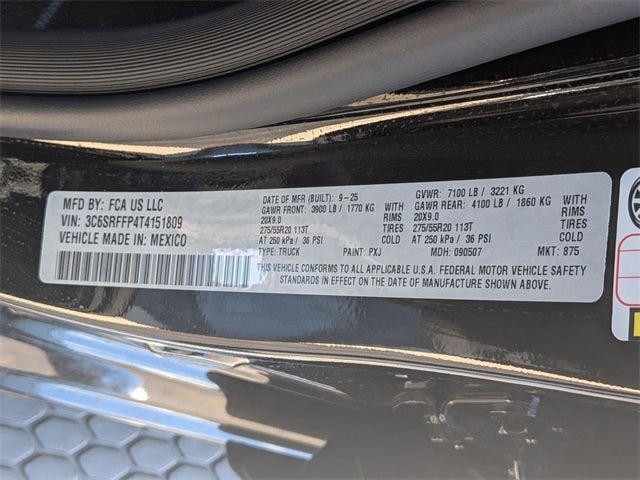 MFD BY: FCA US LLC
VIN: 3C6SRFFP4T4151809
VEHICLE MADE IN: MEXICO
DATE OF MFR (BUILT): 9-25 GVWR: 7100 LB / 3221 KG
GAWR FRONT: 3900 LB / 1770 KG WITH GAWR REAR: 4100 LB / 1860 KG WITH
20X9.0 RIMS 20X9.0 RIMS
275/55R20 113T TIRES 275/55R20 113T TIRES
AT 250 kPa / 36 PSI COLD AT 250 kPa / 36 PSI COLD
TYPE: TRUCK PAINT: PXJ MDH: 090507 MKT: 875
THIS VEHICLE CONFORMS TO ALL APPLICABLE U.S.A. FEDERAL MOTOR VEHICLE SAFETY
STANDARDS IN EFFECT ON THE DATE OF MANUFACTURE SHOWN ABOVE.